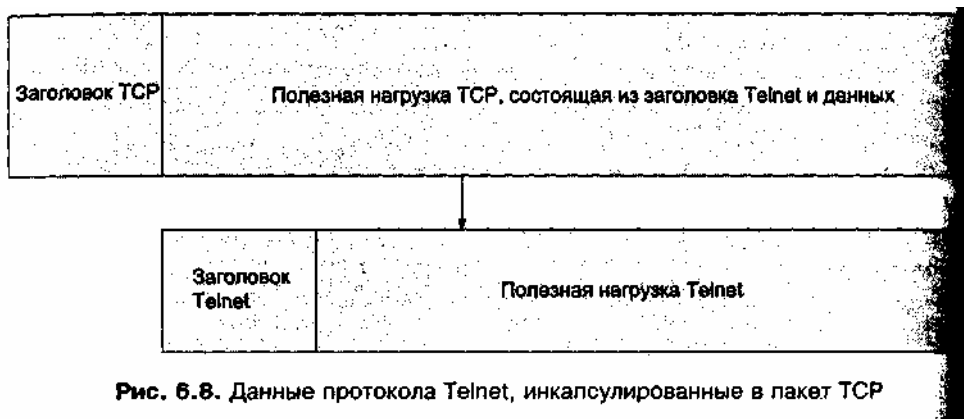 Заголовок TCP
Полезная нагрузка TCP, состоящая из заголовка Telnet и данных
Заголовок
Telnet
Полезная нагрузка Telnet
Рис. 6.8. Данные протокола Telnet, инкапсулированные в пакет TCP